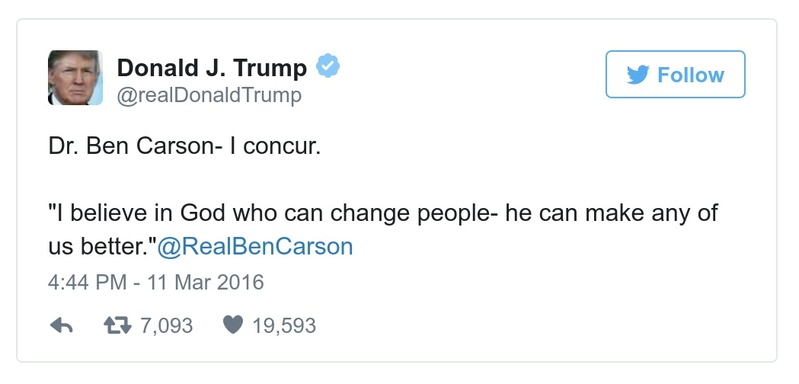 Donald J. Trump
@realDonaldTrump
Follow
Dr. Ben Carson- I concur.
"I believe in God who can change people- he can make any of
us better."@RealBenCarson
4:44 PM - 11 Mar 2016
7,093 19,593